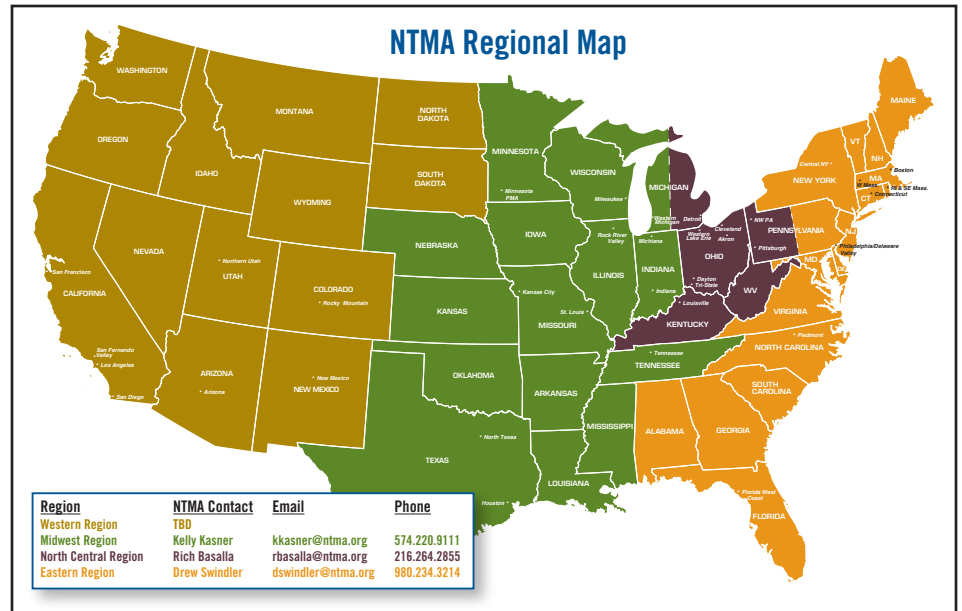 NTMA Regional Map
WASHINGTON
OREGON
IDAHO
MONTANA
NORTH
DAKOTA
SOUTH
DAKOTA
WYOMING
NEVADA
UTAH
Northern Utah
COLORADO
Rocky Mountain
CALIFORNIA
San Francisco
San Fernando
Valley
Los Angeles
San Diego
ARIZONA
Arizona
NEW MEXICO
New Mexico
MINNESOTA
Minnesota
PMA
WISCONSIN
Milwaukee
MICHIGAN
Western
Michigan
Detroit
NEBRASKA
IOWA
Rock River
Valley
ILLINOIS
Michiana
INDIANA
Indiana
KANSAS
Kansas City
MISSOURI
St. Louis
OKLAHOMA
ARKANSAS
TENNESSEE
Tennessee
MISSISSIPPI
TEXAS
North Texas
Houston
LOUISIANA
Western
Lake Erie
Cleveland
Akron
OHIO
Dayton
Tri-State
Louisville
KENTUCKY
WV
NW PA
PENNSYLVANIA
Pittsburgh
MAINE
VT
NH
Central NY
NEW YORK
MA
W Mass.
Boston
RI & SE Mass.
Connecticut
CT
NJ
Philadelphia/Delaware
Valley
MD
DE
VIRGINIA
Piedmont
NORTH CAROLINA
SOUTH
CAROLINA
GEORGIA
ALABAMA
Florida West
Coast
FLORIDA
Region NTMA Contact Email Phone
Western Region TBD
Midwest Region Kelly Kasner kkasner@ntma.org 574.220.9111
North Central Region Rich Basalla rbasalla@ntma.org 216.264.2855
Eastern Region Drew Swindler dswindler@ntma.org 980.234.3214